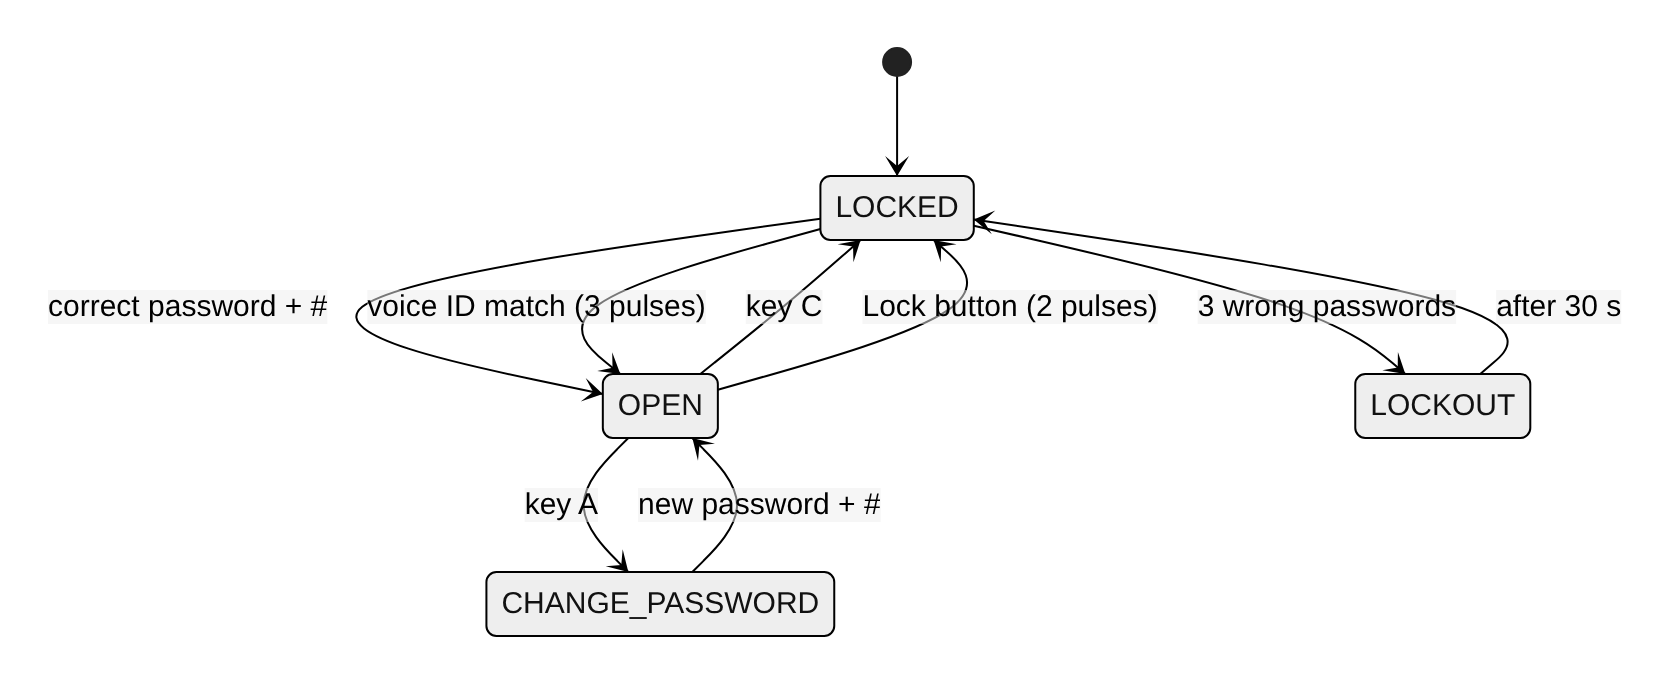 LOCKED
correct password + #
voice ID match (3 pulses)
key C
Lock button (2 pulses)
3 wrong passwords
after 30 s
OPEN
LOCKOUT
key A
new password + #
CHANGE_PASSWORD